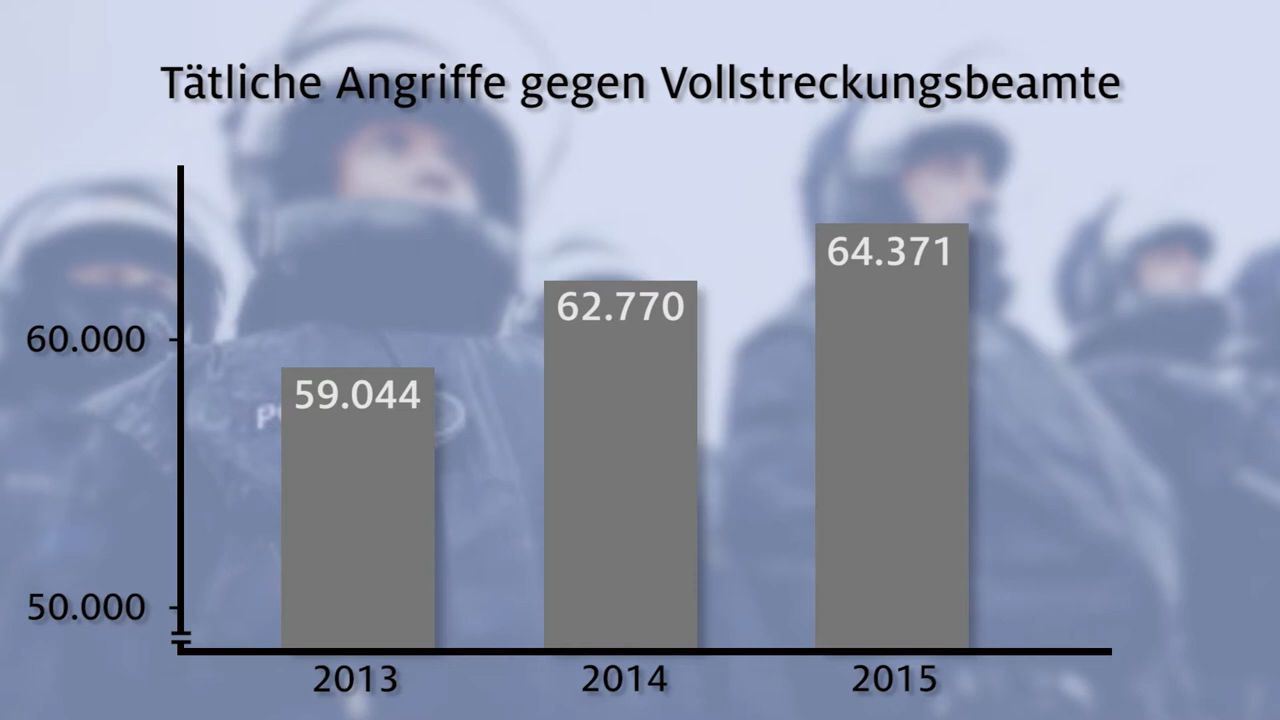 Tätliche Angriffe gegen Vollstreckungsbeamte
60.000
50.000
59.044
62.770
64.371
2013 2014 2015